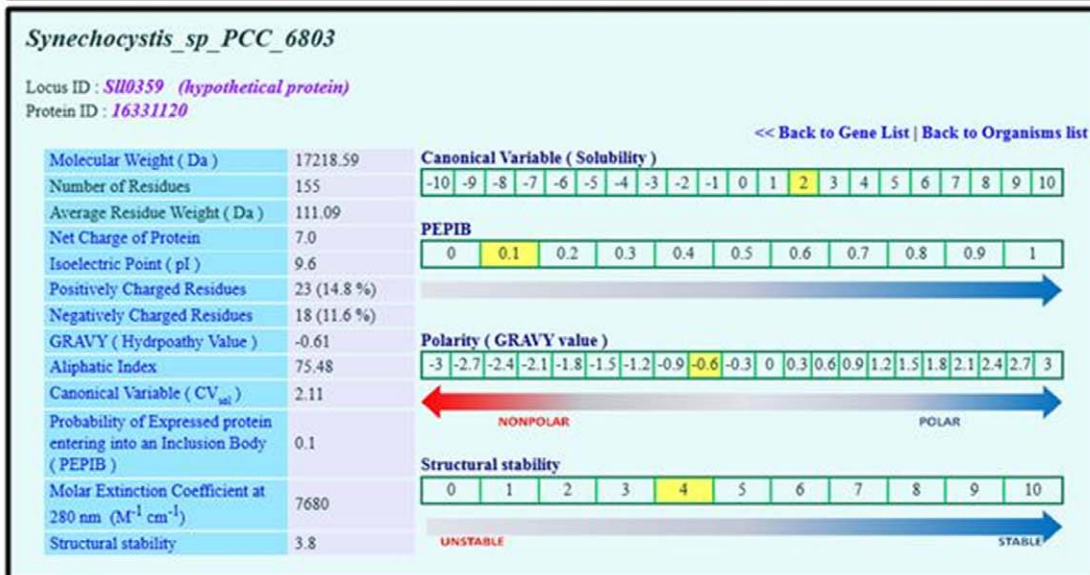 Synechocystis_sp_PCC_6803
Locus ID : Sll0359 (hypothetical protein)
Protein ID : 16331120
<< Back to Gene List | Back to Organisms list
Molecular Weight ( Da ) 17218.59
Number of Residues 155
Average Residue Weight ( Da ) 111.09
Net Charge of Protein 7.0
Isoelectric Point ( pI ) 9.6
Positively Charged Residues 23 (14.8 %)
Negatively Charged Residues 18 (11.6 %)
GRAVY ( Hydrpoathy Value ) -0.61
Aliphatic Index 75.48
Canonical Variable ( CVsol ) 2.11
Probability of Expressed protein
entering into an Inclusion Body 0.1
( PEPIB )
Molar Extinction Coefficient at
280 nm (M-1 cm-1) 7680
Structural stability 3.8
Canonical Variable ( Solubility )
-10 -9 -8 -7 -6 -5 -4 -3 -2 -1 0 1 2 3 4 5 6 7 8 9 10
PEPIB
0 0.1 0.2 0.3 0.4 0.5 0.6 0.7 0.8 0.9 1
Polarity ( GRAVY value )
-3 -2.7 -2.4 -2.1 -1.8 -1.5 -1.2 -0.9 -0.6 -0.3 0 0.3 0.6 0.9 1.2 1.5 1.8 2.1 2.4 2.7 3
NONPOLAR POLAR
Structural stability
0 1 2 3 4 5 6 7 8 9 10
UNSTABLE STABLE